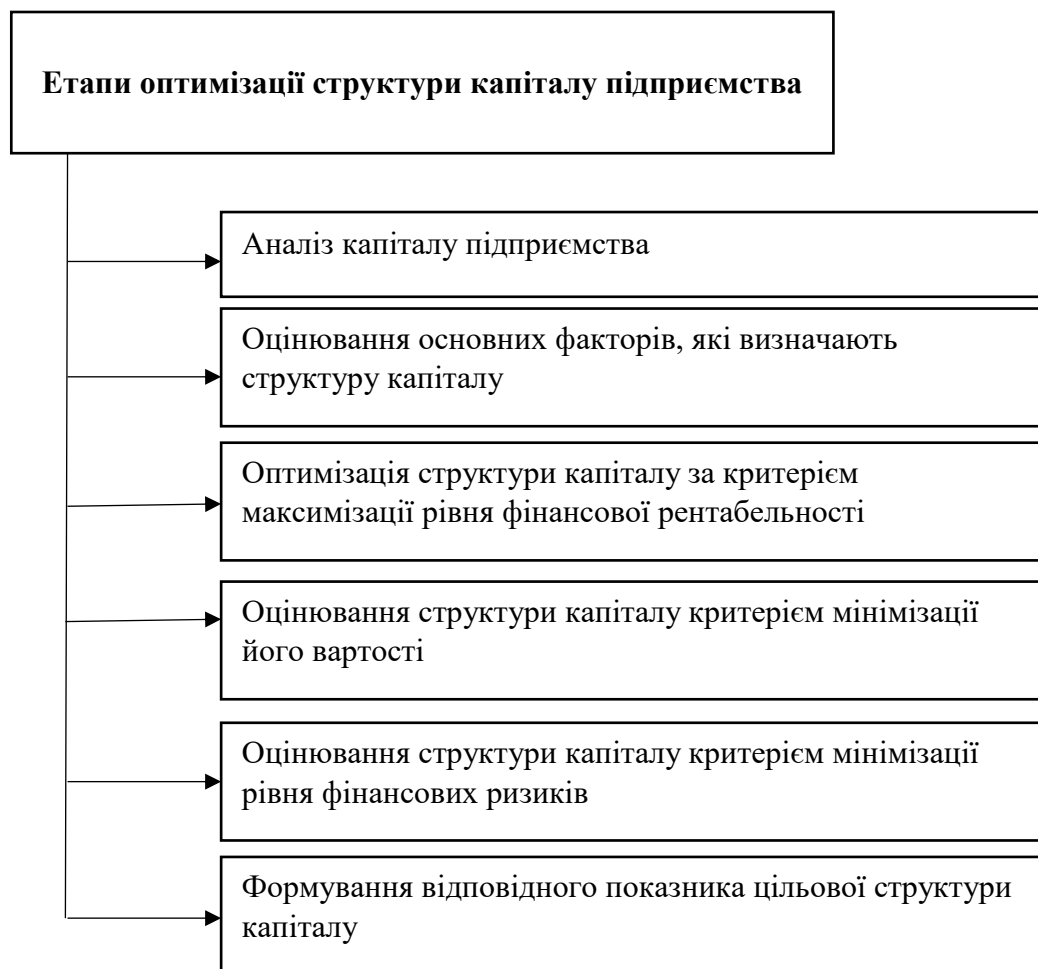 Етапи оптимізації структури капіталу підприємства
Аналіз капіталу підприємства
Оцінювання основних факторів, які визначають
структуру капіталу
Оптимізація структури капіталу за критерієм
максимізації рівня фінансової рентабельності
Оцінювання структури капіталу критерієм мінімізації
його вартості
Оцінювання структури капіталу критерієм мінімізації
рівня фінансових ризиків
Формування відповідного показника цільової структури
капіталу